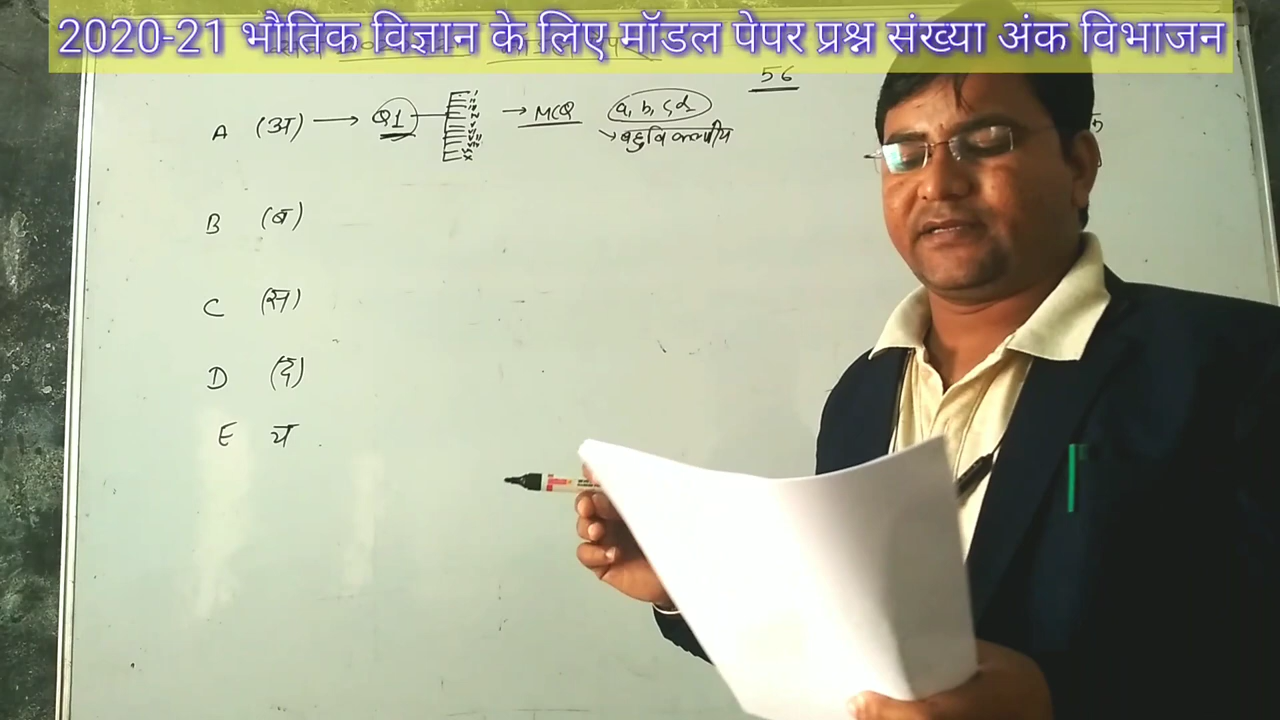 2020-21 भौतिक विज्ञान के लिए मॉडल पेपर प्रश्न संख्या अंक विभाजन
56
A (अ) → Q1 → MCQ a, b, c, d
→ बहुविकल्पीय
B (ब)
C (स)
D (द)
E य